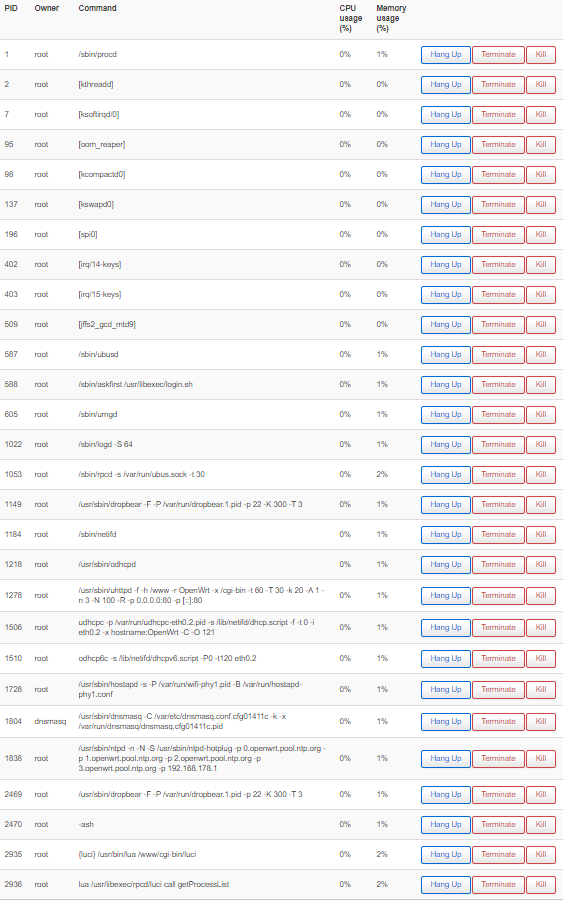 PID Owner Command CPU usage (%) Memory usage (%)
1 root /sbin/procd 0% 1% Hang Up Terminate Kill
2 root [kthreadd] 0% 0% Hang Up Terminate Kill
7 root [ksoftirqd/0] 0% 0% Hang Up Terminate Kill
95 root [oom_reaper] 0% 0% Hang Up Terminate Kill
98 root [kcompactd0] 0% 0% Hang Up Terminate Kill
137 root [kswapd0] 0% 0% Hang Up Terminate Kill
196 root [spi0] 0% 0% Hang Up Terminate Kill
402 root [irq/14-keys] 0% 0% Hang Up Terminate Kill
403 root [irq/15-keys] 0% 0% Hang Up Terminate Kill
509 root [jffs2_gcd_mtd9] 0% 0% Hang Up Terminate Kill
587 root /sbin/ubusd 0% 1% Hang Up Terminate Kill
588 root /sbin/askfirst /usr/libexec/login.sh 0% 1% Hang Up Terminate Kill
605 root /sbin/urngd 0% 1% Hang Up Terminate Kill
1022 root /sbin/logd -S 64 0% 1% Hang Up Terminate Kill
1053 root /sbin/rpcd -s /var/run/ubus.sock -t 30 0% 2% Hang Up Terminate Kill
1149 root /usr/sbin/dropbear -F -P /var/run/dropbear.1.pid -p 22 -K 300 -T 3 0% 1% Hang Up Terminate Kill
1184 root /sbin/netifd 0% 1% Hang Up Terminate Kill
1218 root /usr/sbin/odhcpd 0% 1% Hang Up Terminate Kill
1278 root /usr/sbin/uhttpd -f -h /www -r OpenWrt -x /cgi-bin -t 60 -T 30 -k 20 -A 1 -
n 3 -N 100 -R -p 0.0.0.0:80 -p [::]:80 0% 1% Hang Up Terminate Kill
1506 root udhcpc -p /var/run/udhcpc-eth0.2.pid -s /lib/netifd/dhcp.script -f -t 0 -i
eth0.2 -x hostname:OpenWrt -C -O 121 0% 1% Hang Up Terminate Kill
1510 root odhcp6c -s /lib/netifd/dhcpv6.script -P0 -t120 eth0.2 0% 1% Hang Up Terminate Kill
1728 root /usr/sbin/hostapd -s -P /var/run/wifi-phy1.pid -B /var/run/hostapd-
phy1.conf 0% 1% Hang Up Terminate Kill
1804 dnsmasq /usr/sbin/dnsmasq -C /var/etc/dnsmasq.conf.cfg01411c -k -x
/var/run/dnsmasq/dnsmasq.cfg01411c.pid 0% 1% Hang Up Terminate Kill
1838 root /usr/sbin/ntpd -n -N -S /usr/sbin/ntpd-hotplug -p 0.openwrt.pool.ntp.org -
p 1.openwrt.pool.ntp.org -p 2.openwrt.pool.ntp.org -p
3.openwrt.pool.ntp.org -p 192.168.178.1 0% 1% Hang Up Terminate Kill
2469 root /usr/sbin/dropbear -F -P /var/run/dropbear.1.pid -p 22 -K 300 -T 3 0% 1% Hang Up Terminate Kill
2470 root -ash 0% 1% Hang Up Terminate Kill
2935 root {luci} /usr/bin/lua /www/cgi-bin/luci 0% 2% Hang Up Terminate Kill
2936 root lua /usr/libexec/rpcd/luci call getProcessList 0% 2% Hang Up Terminate Kill